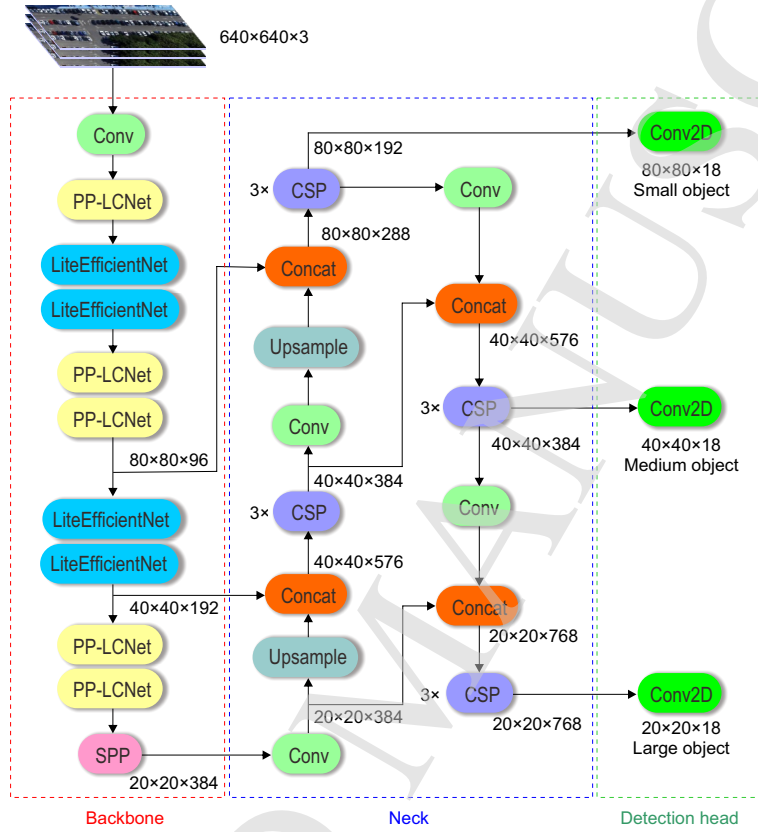 640×640×3
Conv
PP-LCNet
LiteEfficientNet
LiteEfficientNet
PP-LCNet
PP-LCNet
80×80×96
LiteEfficientNet
LiteEfficientNet
40×40×192
PP-LCNet
PP-LCNet
SPP
20×20×384
Backbone
80×80×192
3× CSP
80×80×288
Concat
Upsample
Conv
40×40×384
3× CSP
40×40×576
Concat
Upsample
20×20×384
Conv
Conv
Concat
40×40×576
3× CSP
40×40×384
Conv
Concat
20×20×768
3× CSP
20×20×768
Neck
Conv2D
80×80×18
Small object
Conv2D
40×40×18
Medium object
Conv2D
20×20×18
Large object
Detection head